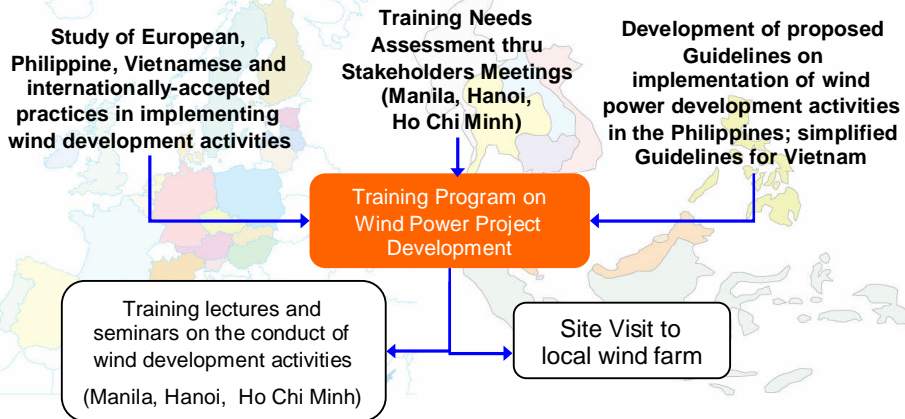 Study of European,
Philippine, Vietnamese and
internationally-accepted
practices in implementing
wind development activities
Training Needs
Assessment thru
Stakeholders Meetings
(Manila, Hanoi,
Ho Chi Minh)
Development of proposed
Guidelines on
implementation of wind
power development activities
in the Philippines; simplified
Guidelines for Vietnam
Training Program on
Wind Power Project
Development
Training lectures and
seminars on the conduct of
wind development activities
(Manila, Hanoi, Ho Chi Minh)
Site Visit to
local wind farm